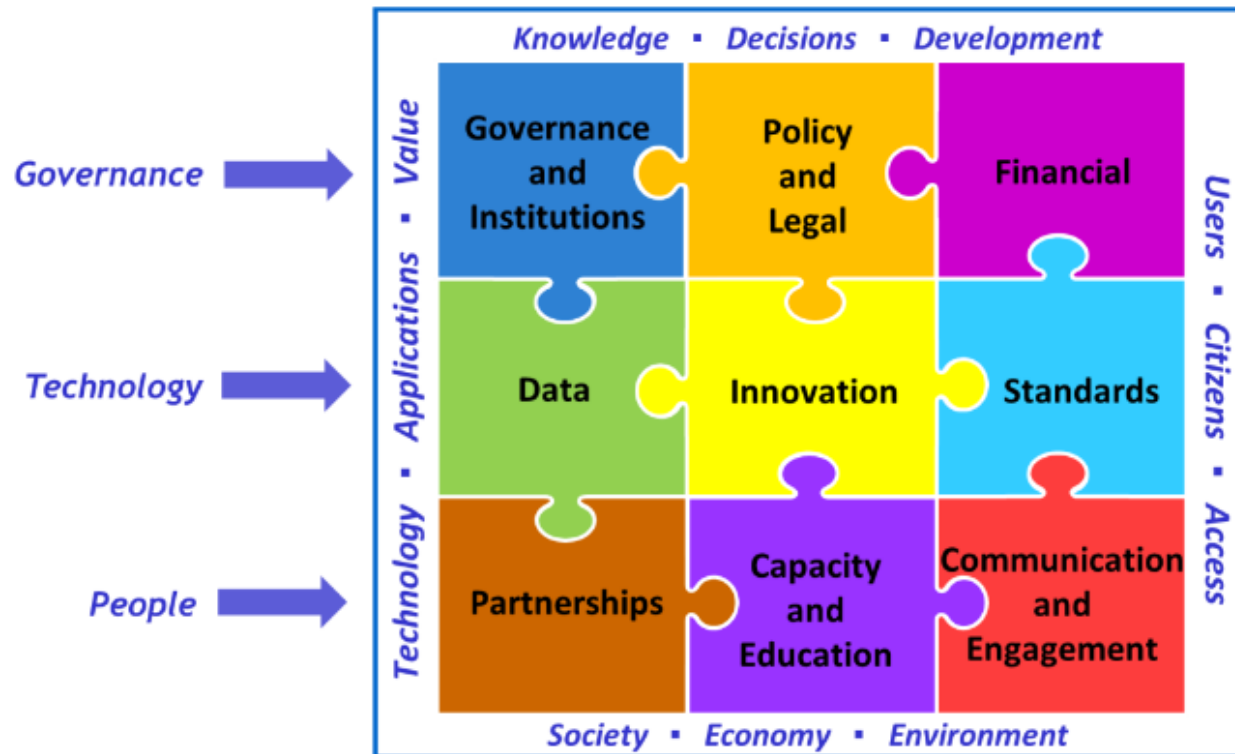 Knowledge ▪ Decisions ▪ Development
Governance
Technology ▪ Applications ▪ Value
Governance
and
Institutions
Policy
and
Legal
Financial
Users ▪ Citizens ▪ Access
Technology
Data
Innovation
Standards
People
Partnerships
Capacity
and
Education
Communication
and
Engagement
Society ▪ Economy ▪ Environment